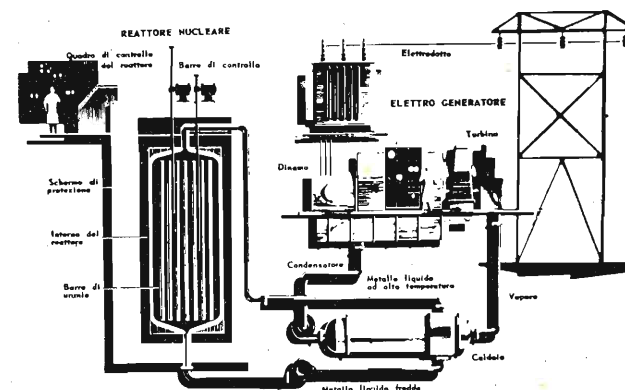 REATTORE NUCLEARE
Quadro di controllo
del reattore
Barre di controllo
Elettrodotto
ELETTRO GENERATORE
Turbina
Dinamo
Schermo di
protezione
Interno del
reattore
Barre di
uranio
Condensatore
Metallo liquido
ad alta temperatura
Vapore
Caldaia
Metallo liquido freddo